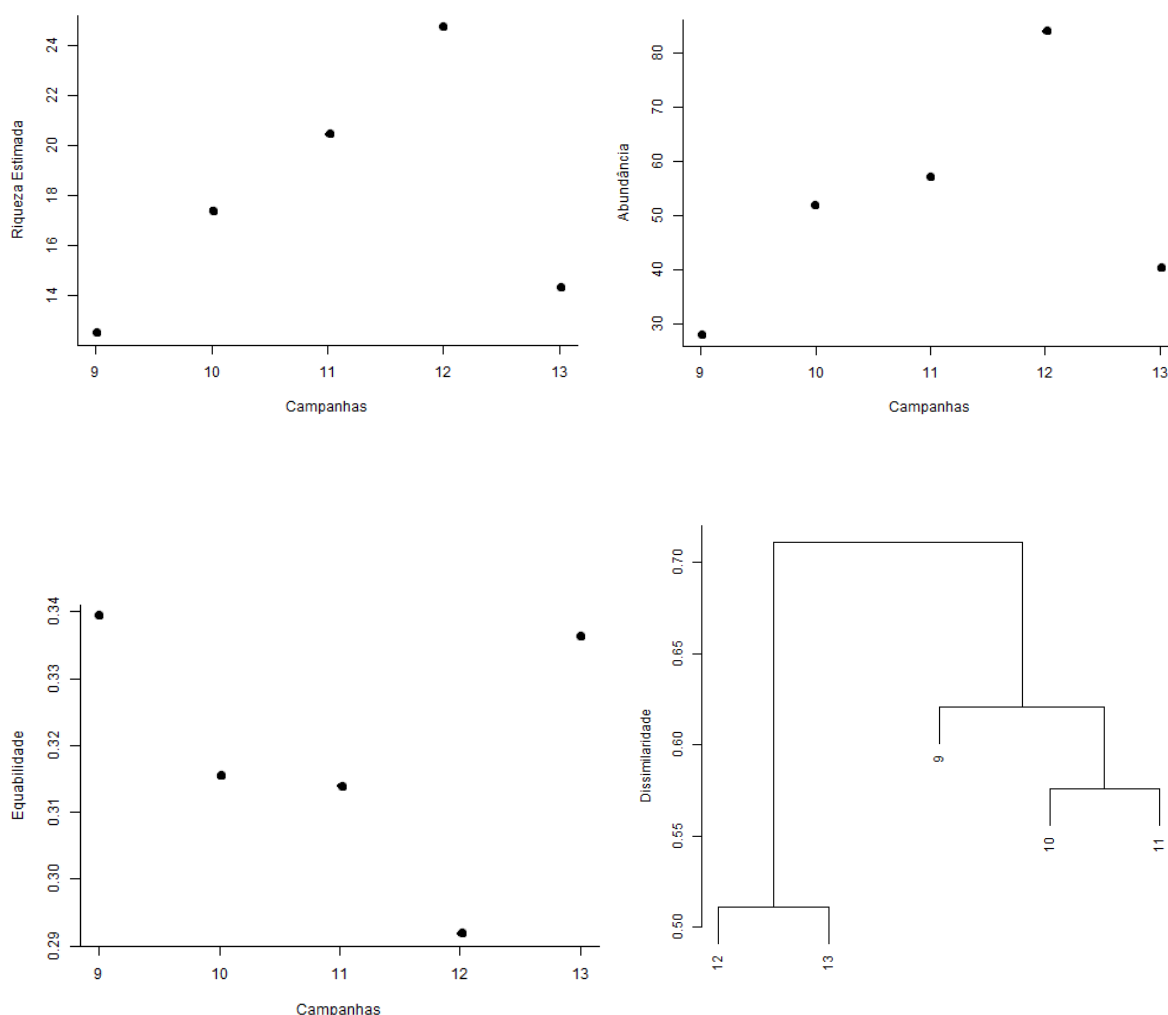 Riqueza Estimada
24
22
20
18
16
14
9 10 11 12 13
Campanhas
Abundância
80
70
60
50
40
30
9 10 11 12 13
Campanhas
Equabilidade
0.34
0.33
0.32
0.31
0.30
0.29
9 10 11 12 13
Campanhas
Dissimilaridade
0.70
0.65
0.60
0.55
0.50
9
10 11
12 13